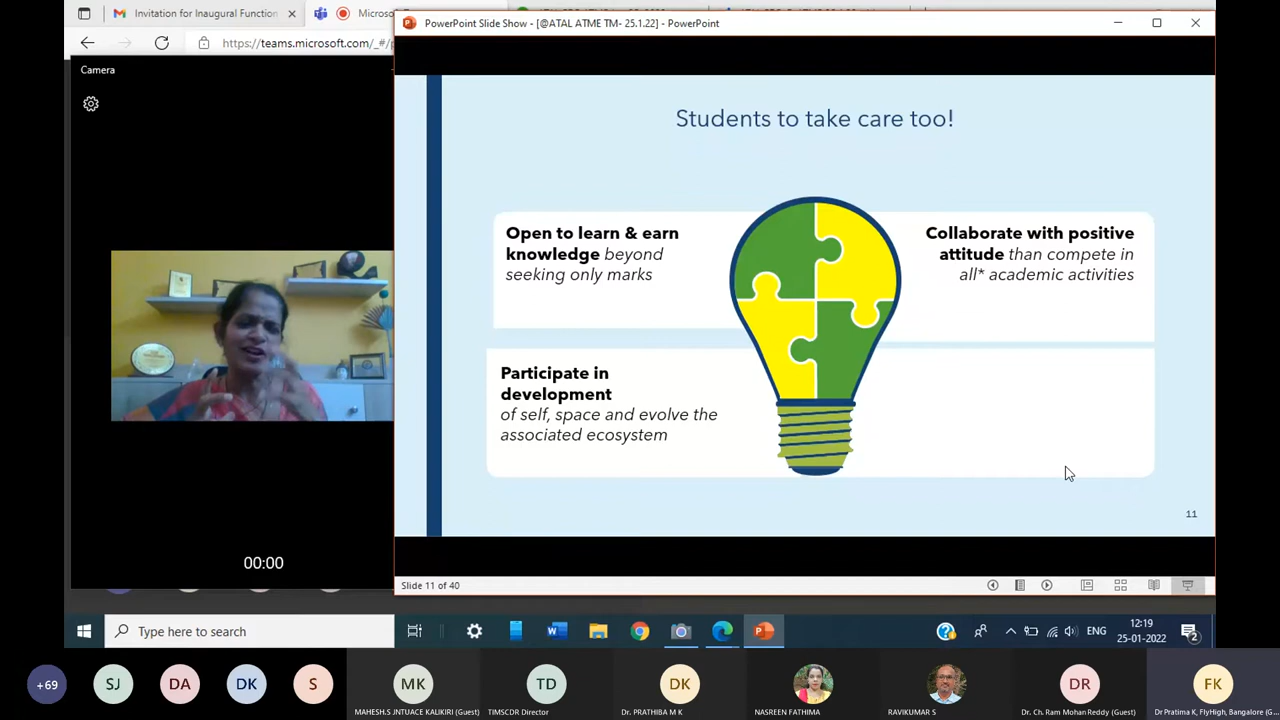 Invitation for Inaugural Function
PowerPoint Slide Show - [@ATAL ATME TM- 25.1.22] - PowerPoint
https://teams.microsoft.com/_#/
Camera
Students to take care too!
Open to learn & earn
knowledge beyond
seeking only marks
Collaborate with positive
attitude than compete in
all* academic activities
Participate in
development
of self, space and evolve the
associated ecosystem
11
00:00
Slide 11 of 40
Type here to search
ENG
12:19
25-01-2022
2
+69
SJ
DA
DK
S
MK
TD
DK
DR
FK
MAHESH.S JNTUACE KALIKIRI (Guest)
TIMSCDR Director
Dr. PRATHIBA M K
NASREEN FATHIMA
RAVIKUMAR S
Dr. Ch. Ram Mohan Reddy (Guest)
Dr Pratima K, FlyHigh, Bangalore (G...